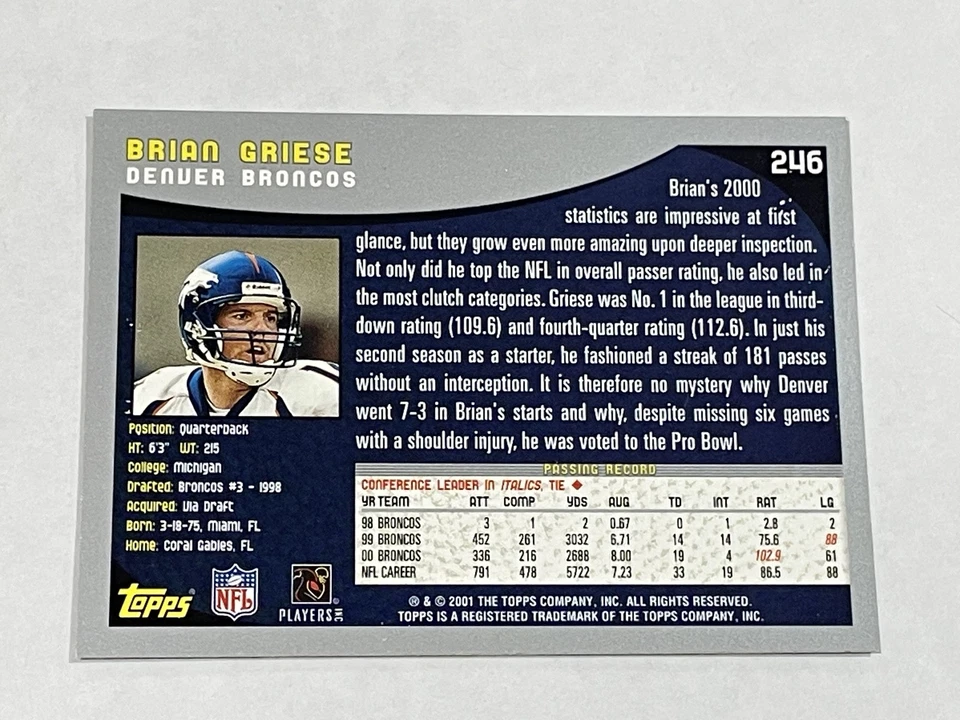 BRIAN GRIESE
DENVER BRONCOS
246
Brian's 2000
statistics are impressive at first
glance, but they grow even more amazing upon deeper inspection.
Not only did he top the NFL in overall passer rating, he also led in
the most clutch categories. Griese was No. 1 in the league in third-
down rating (109.6) and fourth-quarter rating (112.6). In just his
second season as a starter, he fashioned a streak of 181 passes
without an interception. It is therefore no mystery why Denver
went 7-3 in Brian's starts and why, despite missing six games
with a shoulder injury, he was voted to the Pro Bowl.
Position: Quarterback
HT: 6'3" WT: 215
College: Michigan
Drafted: Broncos #3 - 1998
Acquired: Via Draft
Born: 3-18-75, Miami, FL
Home: Coral Gables, FL
PASSING RECORD
CONFERENCE LEADER IN ITALICS, TIE ◆
YR TEAM ATT COMP YDS AVG TD INT RAT LG
98 BRONCOS 3 1 2 0.67 0 1 2.8 2
99 BRONCOS 452 261 3032 6.71 14 14 75.6 88
00 BRONCOS 336 216 2688 8.00 19 4 102.9 61
NFL CAREER 791 478 5722 7.23 33 19 86.5 88
TOPPS
NFL
PLAYERS INC
® & © 2001 THE TOPPS COMPANY, INC. ALL RIGHTS RESERVED.
TOPPS IS A REGISTERED TRADEMARK OF THE TOPPS COMPANY, INC.